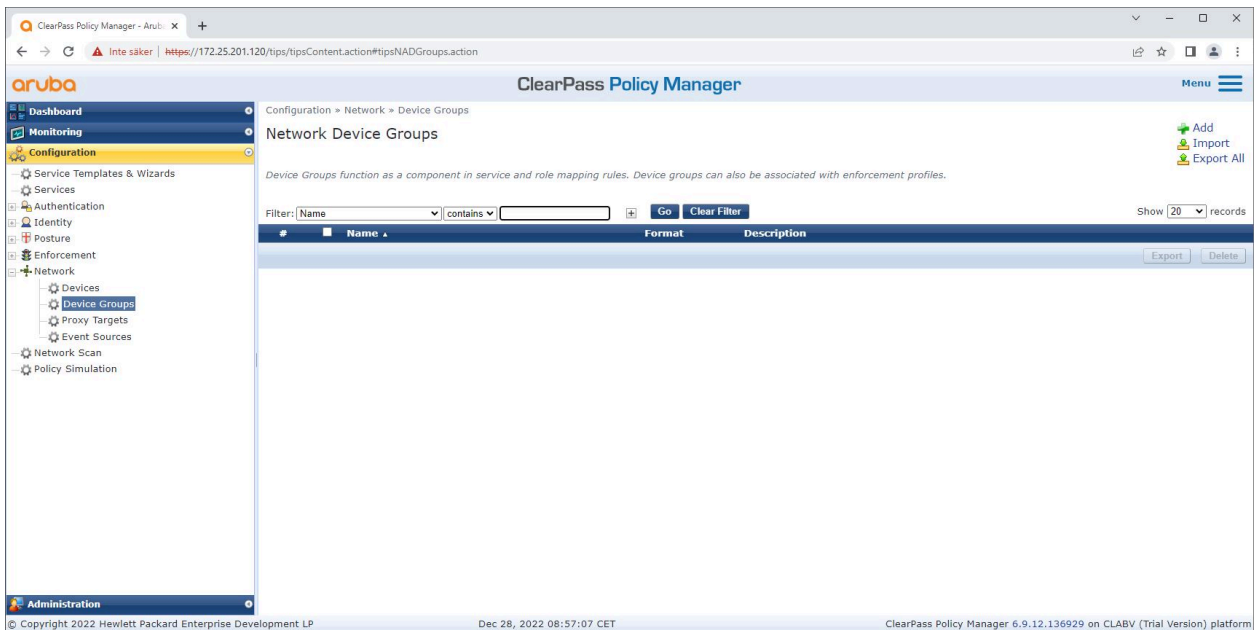 ClearPass Policy Manager - Arub
Inte säker | https://172.25.201.120/tips/tipsContent.action#tipsNADGroups.action
aruba
ClearPass Policy Manager
Menu
Dashboard
Monitoring
Configuration
Service Templates & Wizards
Services
Authentication
Identity
Posture
Enforcement
Network
Devices
Device Groups
Proxy Targets
Event Sources
Network Scan
Policy Simulation
Administration
Configuration » Network » Device Groups
Network Device Groups
Add
Import
Export All
Device Groups function as a component in service and role mapping rules. Device groups can also be associated with enforcement profiles.
Filter: Name contains + Go Clear Filter Show 20 records
# Name Format Description
Export Delete
© Copyright 2022 Hewlett Packard Enterprise Development LP Dec 28, 2022 08:57:07 CET ClearPass Policy Manager 6.9.12.136929 on CLABV (Trial Version) platform